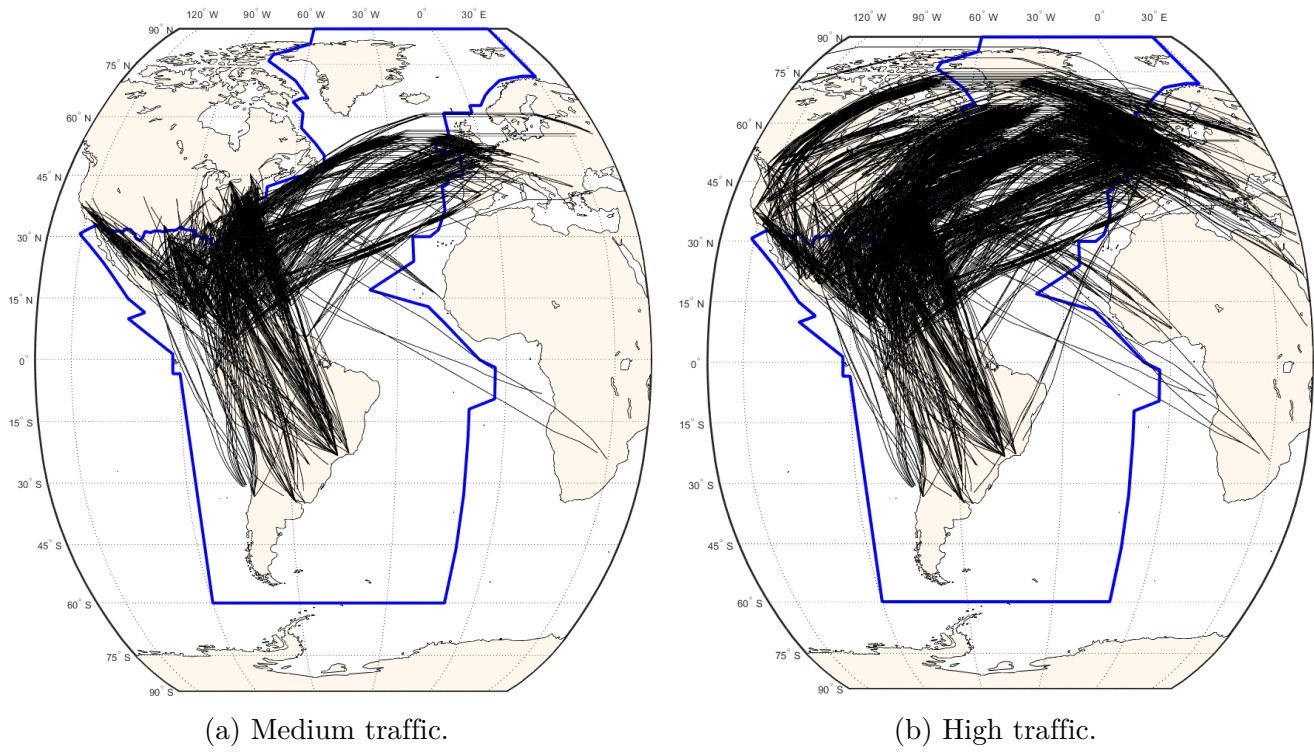 120° W 90° W 60° W 30° W 0° 30 E
90° N
75° N
60° N
45° N
30° N
15° N
0°
15° S
30° S
45° S
60° S
75° S
90° S
(a) Medium traffic.
120° W 90° W 60° W 30° W 0° 30 E
90° N
75° N
60° N
45° N
30° N
15° N
0°
15° S
30° S
45° S
60° S
75° S
90° S
(b) High traffic.